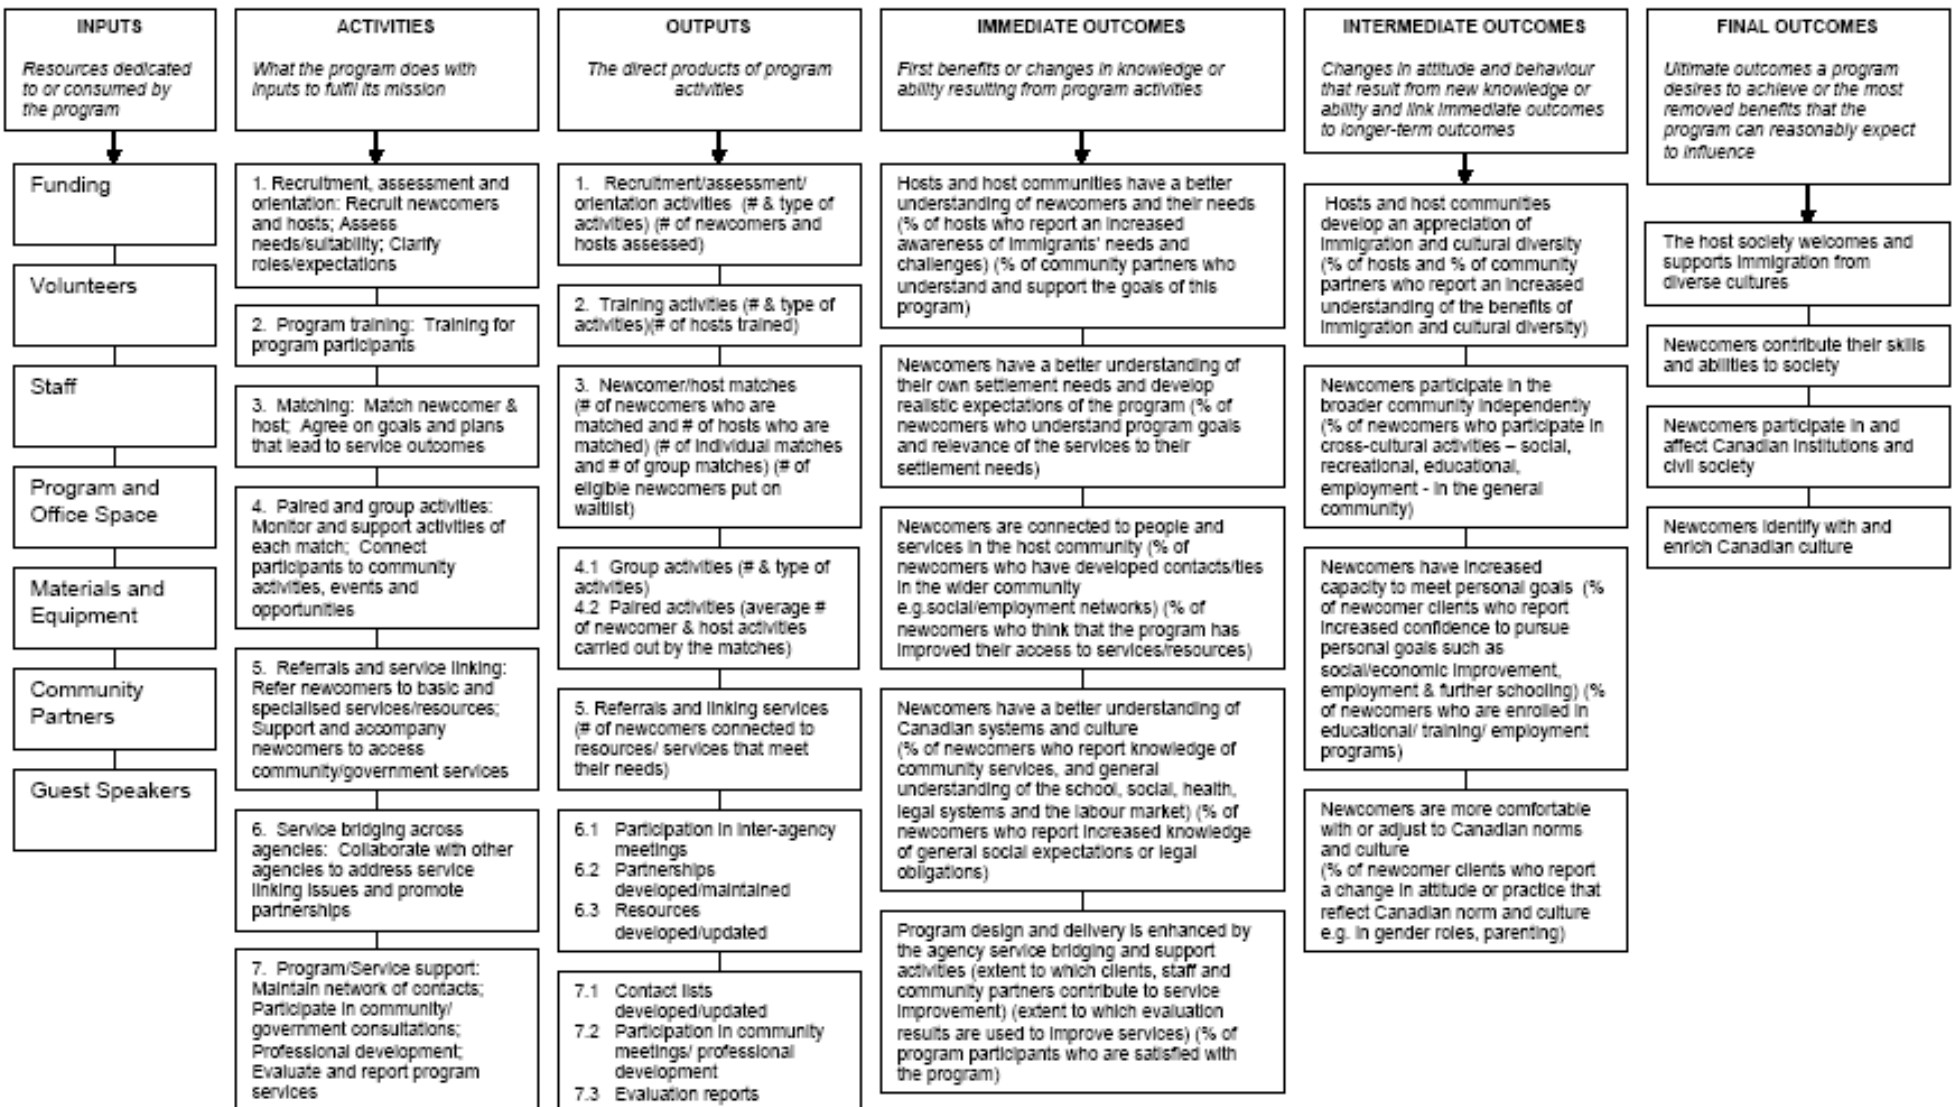 INPUTS
Resources dedicated
to or consumed by
the program
Funding
Volunteers
Staff
Program and
Office Space
Materials and
Equipment
Community
Partners
Guest Speakers
ACTIVITIES
What the program does with
inputs to fulfil its mission
1. Recruitment, assessment and
orientation: Recruit newcomers
and hosts; Assess
needs/suitability; Clarify
roles/expectations
2. Program training: Training for
program participants
3. Matching: Match newcomer &
host; Agree on goals and plans
that lead to service outcomes
4. Paired and group activities:
Monitor and support activities of
each match; Connect
participants to community
activities, events and
opportunities
5. Referrals and service linking:
Refer newcomers to basic and
specialised services/resources;
Support and accompany
newcomers to access
community/government services
6. Service bridging across
agencies: Collaborate with other
agencies to address service
linking issues and promote
partnerships
7. Program/Service support:
Maintain network of contacts;
Participate in community/
government consultations;
Professional development;
Evaluate and report program
services
OUTPUTS
The direct products of program
activities
1. Recruitment/assessment/
orientation activities (# & type of
activities) (# of newcomers and
hosts assessed)
2. Training activities (# & type of
activities)(# of hosts trained)
3. Newcomer/host matches
(# of newcomers who are
matched and # of hosts who are
matched) (# of individual matches
and # of group matches) (# of
eligible newcomers put on
waitlist)
4.1 Group activities (# & type of
activities)
4.2 Paired activities (average #
of newcomer & host activities
carried out by the matches)
5. Referrals and linking services
(# of newcomers connected to
resources/ services that meet
their needs)
6.1 Participation in inter-agency
meetings
6.2 Partnerships
developed/maintained
6.3 Resources
developed/updated
7.1 Contact lists
developed/updated
7.2 Participation in community
meetings/ professional
development
7.3 Evaluation reports
IMMEDIATE OUTCOMES
First benefits or changes in knowledge or
ability resulting from program activities
Hosts and host communities have a better
understanding of newcomers and their needs
(% of hosts who report an increased
awareness of immigrants' needs and
challenges) (% of community partners who
understand and support the goals of this
program)
Newcomers have a better understanding of
their own settlement needs and develop
realistic expectations of the program (% of
newcomers who understand program goals
and relevance of the services to their
settlement needs)
Newcomers are connected to people and
services in the host community (% of
newcomers who have developed contacts/ties
in the wider community
e.g.social/employment networks) (% of
newcomers who think that the program has
improved their access to services/resources)
Newcomers have a better understanding of
Canadian systems and culture
(% of newcomers who report knowledge of
community services, and general
understanding of the school, social, health,
legal systems and the labour market) (% of
newcomers who report increased knowledge
of general social expectations or legal
obligations)
Program design and delivery is enhanced by
the agency service bridging and support
activities (extent to which clients, staff and
community partners contribute to service
improvement) (extent to which evaluation
results are used to improve services) (% of
program participants who are satisfied with
the program)
INTERMEDIATE OUTCOMES
Changes in attitude and behaviour
that result from new knowledge or
ability and link immediate outcomes
to longer-term outcomes
Hosts and host communities
develop an appreciation of
immigration and cultural diversity
(% of hosts and % of community
partners who report an increased
understanding of the benefits of
immigration and cultural diversity)
Newcomers participate in the
broader community independently
(% of newcomers who participate in
cross-cultural activities – social,
recreational, educational,
employment - in the general
community)
Newcomers have increased
capacity to meet personal goals (%
of newcomer clients who report
increased confidence to pursue
personal goals such as
social/economic improvement,
employment & further schooling) (%
of newcomers who are enrolled in
educational/ training/ employment
programs)
Newcomers are more comfortable
with or adjust to Canadian norms
and culture
(% of newcomer clients who report
a change in attitude or practice that
reflect Canadian norm and culture
e.g. in gender roles, parenting)
FINAL OUTCOMES
Ultimate outcomes a program
desires to achieve or the most
removed benefits that the
program can reasonably expect
to influence
The host society welcomes and
supports immigration from
diverse cultures
Newcomers contribute their skills
and abilities to society
Newcomers participate in and
affect Canadian institutions and
civil society
Newcomers identify with and
enrich Canadian culture